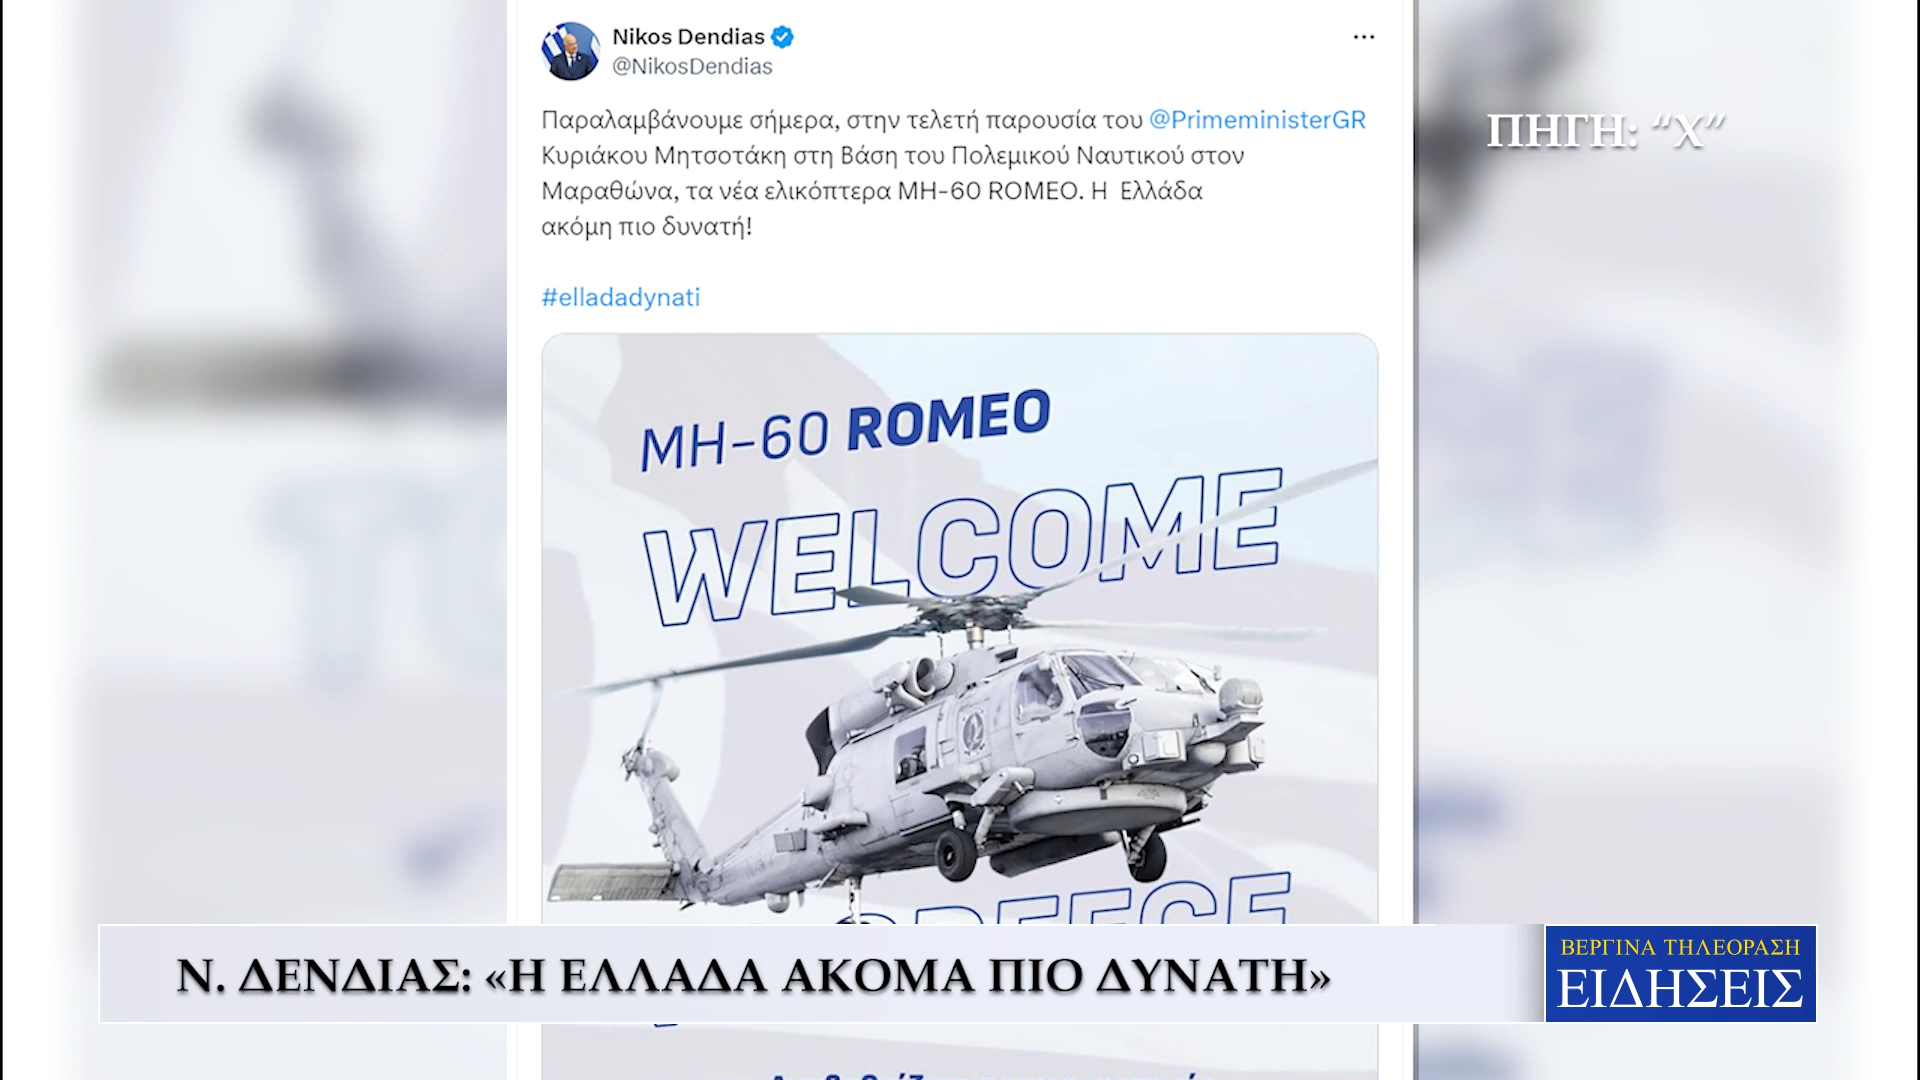 Nikos Dendias
@NikosDendias
Παραλαμβάνουμε σήμερα, στην τελετή παρουσία του @PrimeministerGR
Κυριάκου Μητσοτάκη στη Βάση του Πολεμικού Ναυτικού στον
Μαραθώνα, τα νέα ελικόπτερα MH-60 ROMEO. Η Ελλάδα
ακόμη πιο δυνατή!
#elladadynati
ΠΗΓΗ: “X”
MH-60 ROMEO
WELCOME
GREECE
Ν. ΔΕΝΔΙΑΣ: «Η ΕΛΛΑΔΑ ΑΚΟΜΑ ΠΙΟ ΔΥΝΑΤΗ»
ΒΕΡΓΙΝΑ ΤΗΛΕΟΡΑΣΗ
ΕΙΔΗΣΕΙΣ